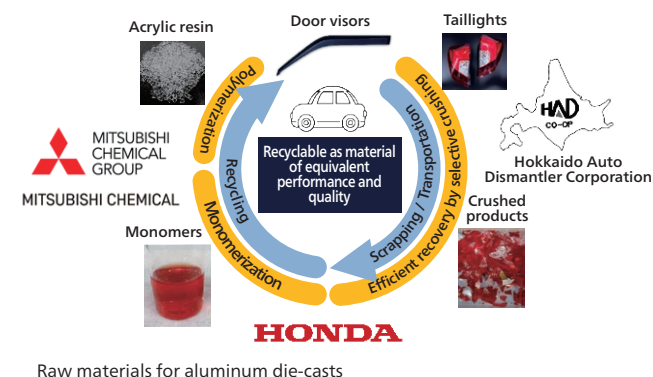 Door visors
Taillights
Acrylic resin
Polymerization
Efficient recovery by selective crushing
Scrapping / Transportation
HAD
CO-OP
Hokkaido Auto
Dismantler Corporation
MITSUBISHI
CHEMICAL
GROUP
MITSUBISHI CHEMICAL
Recyclable as material
of equivalent
performance and
quality
Recycling
Monomerization
Crushed
products
Monomers
HONDA
Raw materials for aluminum die-casts